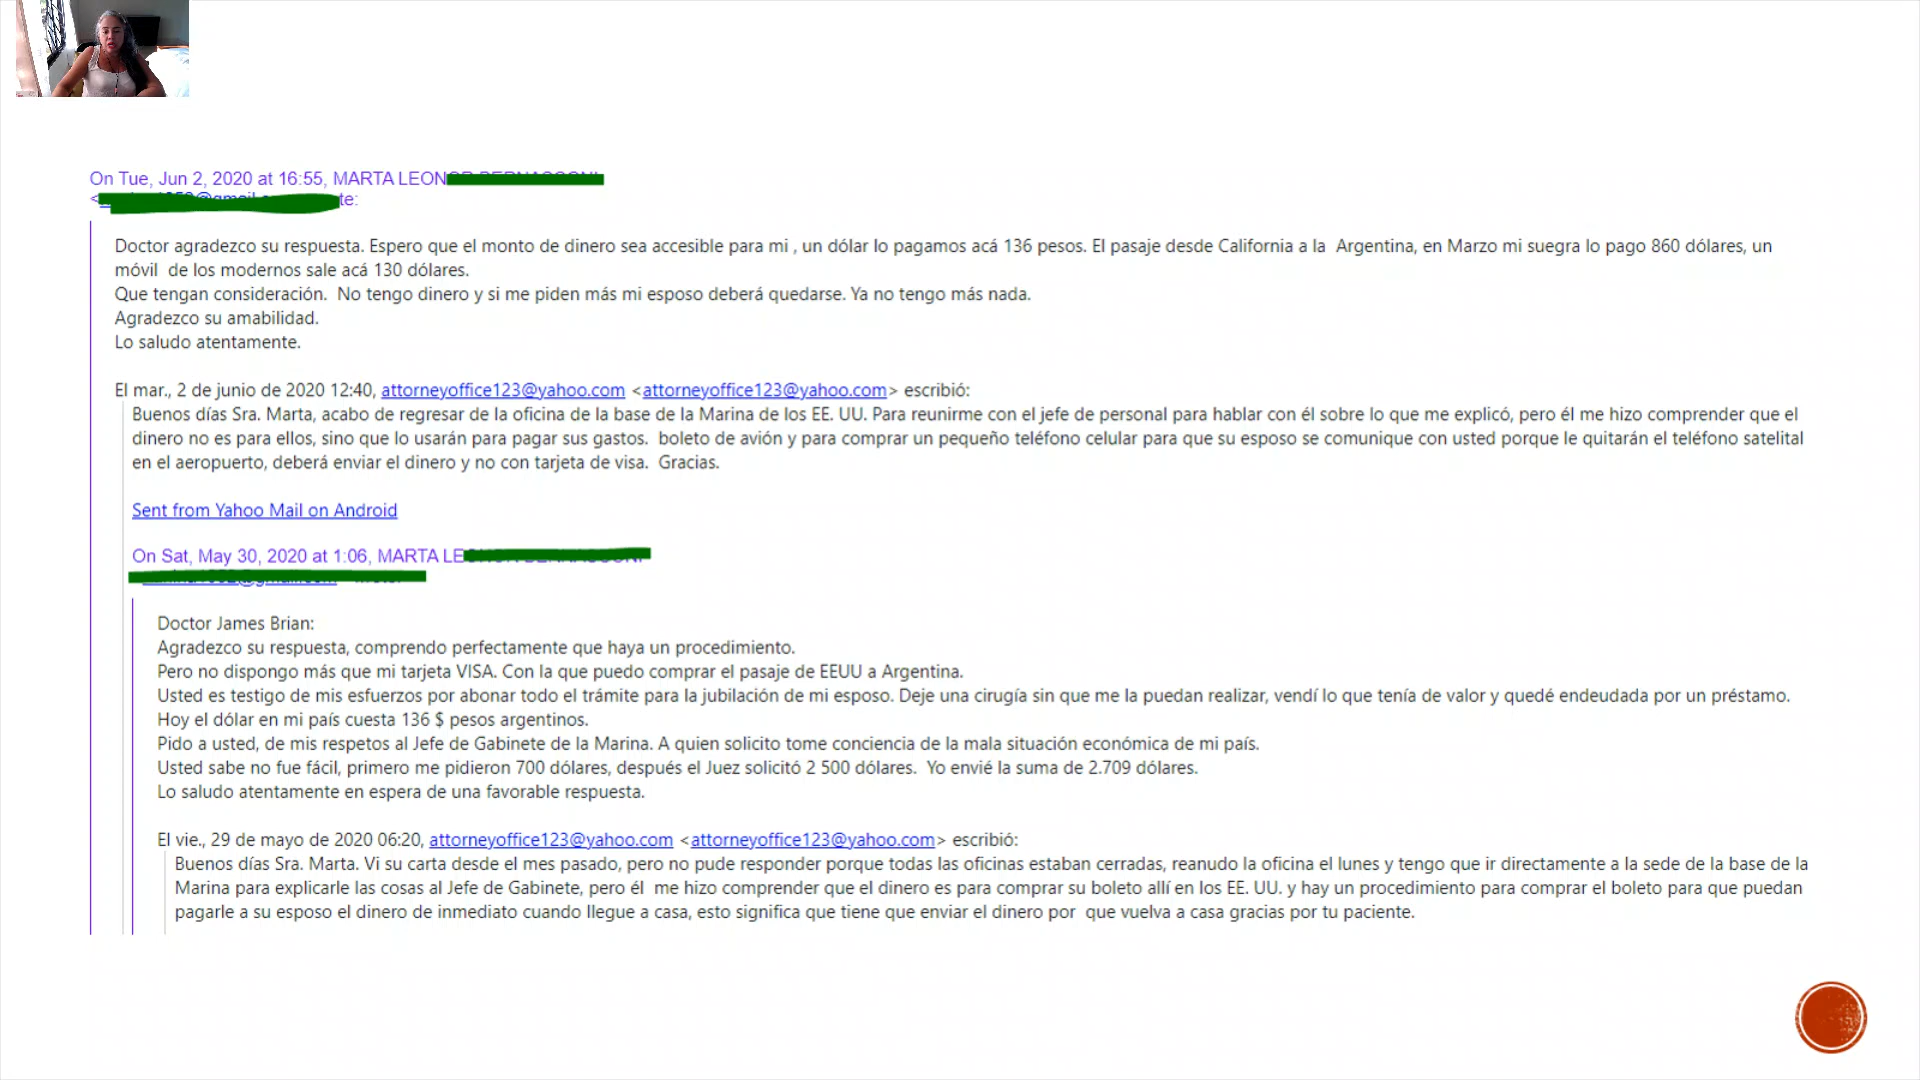 On Tue, Jun 2, 2020 at 16:55, MARTA LEON
te:
Doctor agradezco su respuesta. Espero que el monto de dinero sea accesible para mi , un dólar lo pagamos acá 136 pesos. El pasaje desde California a la Argentina, en Marzo mi suegra lo pago 860 dólares, un
móvil de los modernos sale acá 130 dólares.
Que tengan consideración. No tengo dinero y si me piden más mi esposo deberá quedarse. Ya no tengo más nada.
Agradezco su amabilidad.
Lo saludo atentamente.
El mar., 2 de junio de 2020 12:40, attorneyoffice123@yahoo.com <attorneyoffice123@yahoo.com> escribió:
Buenos días Sra. Marta, acabo de regresar de la oficina de la base de la Marina de los EE. UU. Para reunirme con el jefe de personal para hablar con él sobre lo que me explicó, pero él me hizo comprender que el
dinero no es para ellos, sino que lo usarán para pagar sus gastos. boleto de avión y para comprar un pequeño teléfono celular para que su esposo se comunique con usted porque le quitarán el teléfono satelital
en el aeropuerto, deberá enviar el dinero y no con tarjeta de visa. Gracias.
Sent from Yahoo Mail on Android
On Sat, May 30, 2020 at 1:06, MARTA LE
Doctor James Brian:
Agradezco su respuesta, comprendo perfectamente que haya un procedimiento.
Pero no dispongo más que mi tarjeta VISA. Con la que puedo comprar el pasaje de EEUU a Argentina.
Usted es testigo de mis esfuerzos por abonar todo el trámite para la jubilación de mi esposo. Deje una cirugía sin que me la puedan realizar, vendí lo que tenía de valor y quedé endeudada por un préstamo.
Hoy el dólar en mi país cuesta 136 $ pesos argentinos.
Pido a usted, de mis respetos al Jefe de Gabinete de la Marina. A quien solicito tome conciencia de la mala situación económica de mi país.
Usted sabe no fue fácil, primero me pidieron 700 dólares, después el Juez solicitó 2 500 dólares. Yo envié la suma de 2.709 dólares.
Lo saludo atentamente en espera de una favorable respuesta.
El vie., 29 de mayo de 2020 06:20, attorneyoffice123@yahoo.com <attorneyoffice123@yahoo.com> escribió:
Buenos días Sra. Marta. Vi su carta desde el mes pasado, pero no pude responder porque todas las oficinas estaban cerradas, reanudo la oficina el lunes y tengo que ir directamente a la sede de la base de la
Marina para explicarle las cosas al Jefe de Gabinete, pero él me hizo comprender que el dinero es para comprar su boleto allí en los EE. UU. y hay un procedimiento para comprar el boleto para que puedan
pagarle a su esposo el dinero de inmediato cuando llegue a casa, esto significa que tiene que enviar el dinero por que vuelva a casa gracias por tu paciente.